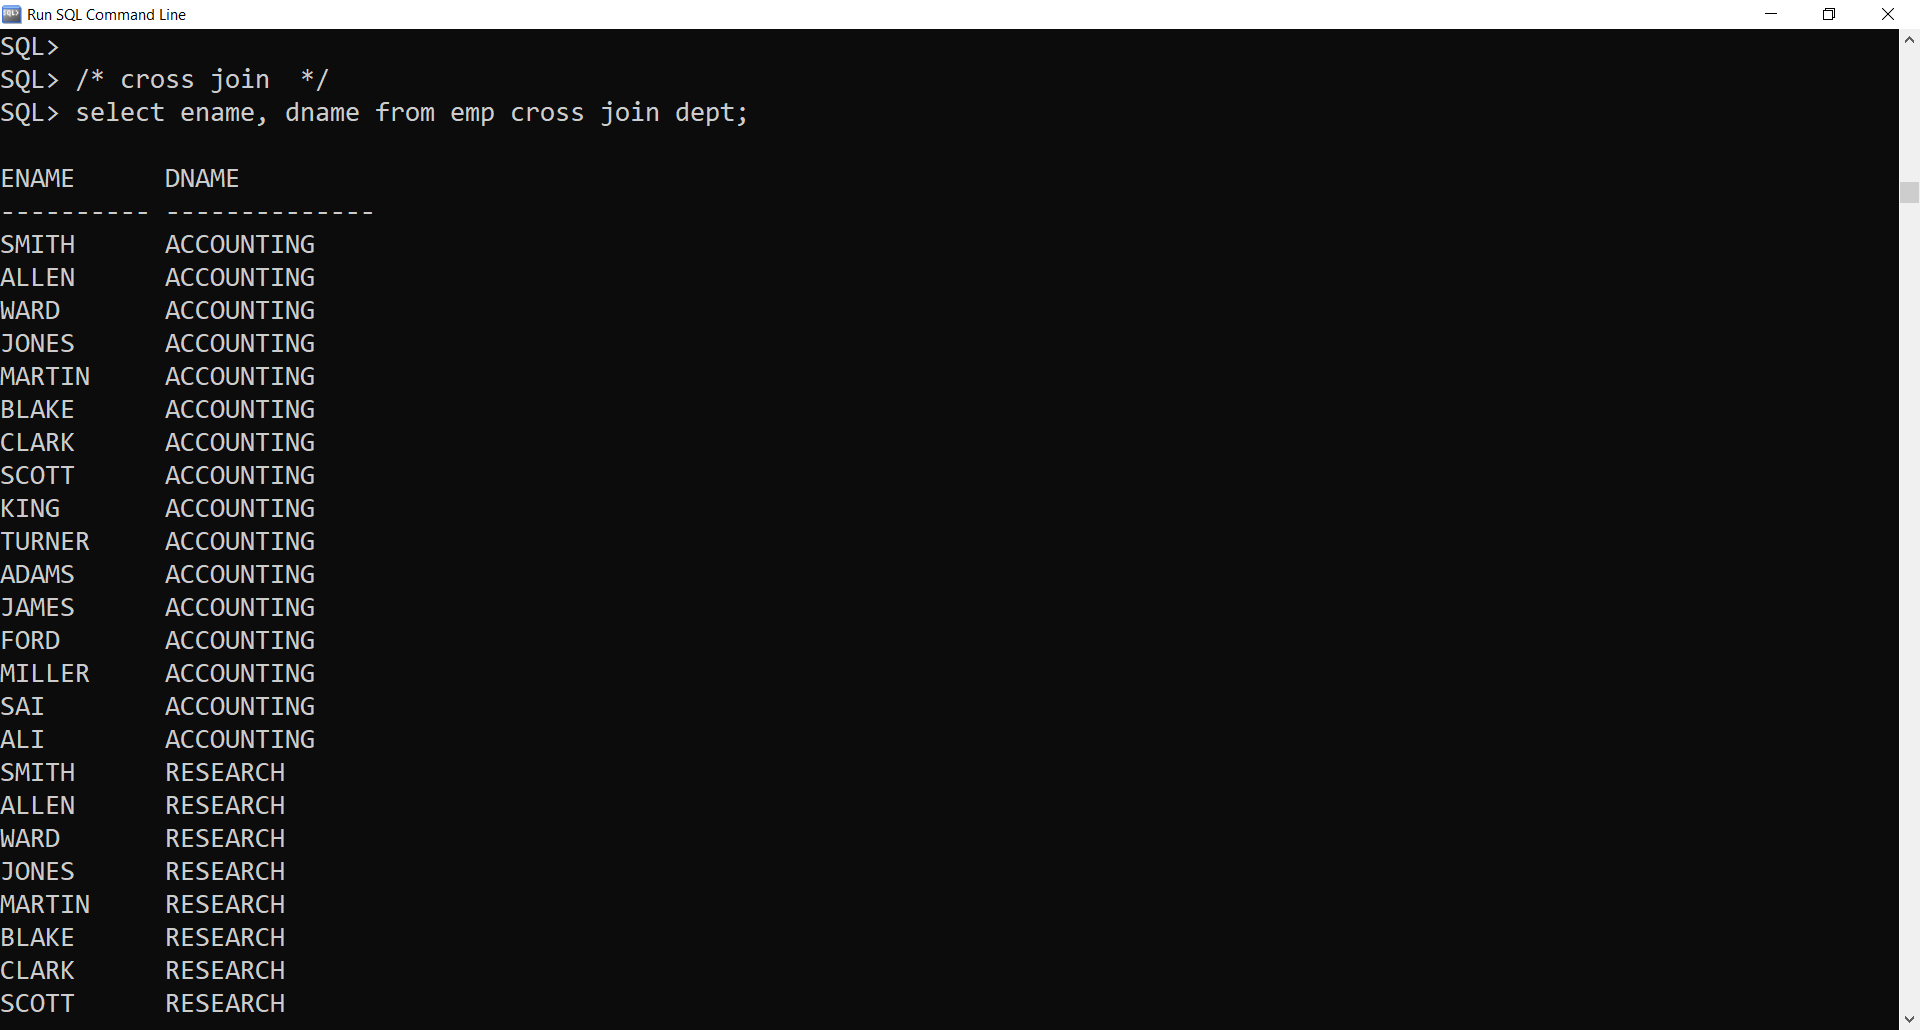 Run SQL Command Line
SQL>
SQL> /* cross join  */
SQL> select ename, dname from emp cross join dept;

ENAME      DNAME
---------- --------------
SMITH      ACCOUNTING
ALLEN      ACCOUNTING
WARD       ACCOUNTING
JONES      ACCOUNTING
MARTIN     ACCOUNTING
BLAKE      ACCOUNTING
CLARK      ACCOUNTING
SCOTT      ACCOUNTING
KING       ACCOUNTING
TURNER     ACCOUNTING
ADAMS      ACCOUNTING
JAMES      ACCOUNTING
FORD       ACCOUNTING
MILLER     ACCOUNTING
SAI        ACCOUNTING
ALI        ACCOUNTING
SMITH      RESEARCH
ALLEN      RESEARCH
WARD       RESEARCH
JONES      RESEARCH
MARTIN     RESEARCH
BLAKE      RESEARCH
CLARK      RESEARCH
SCOTT      RESEARCH